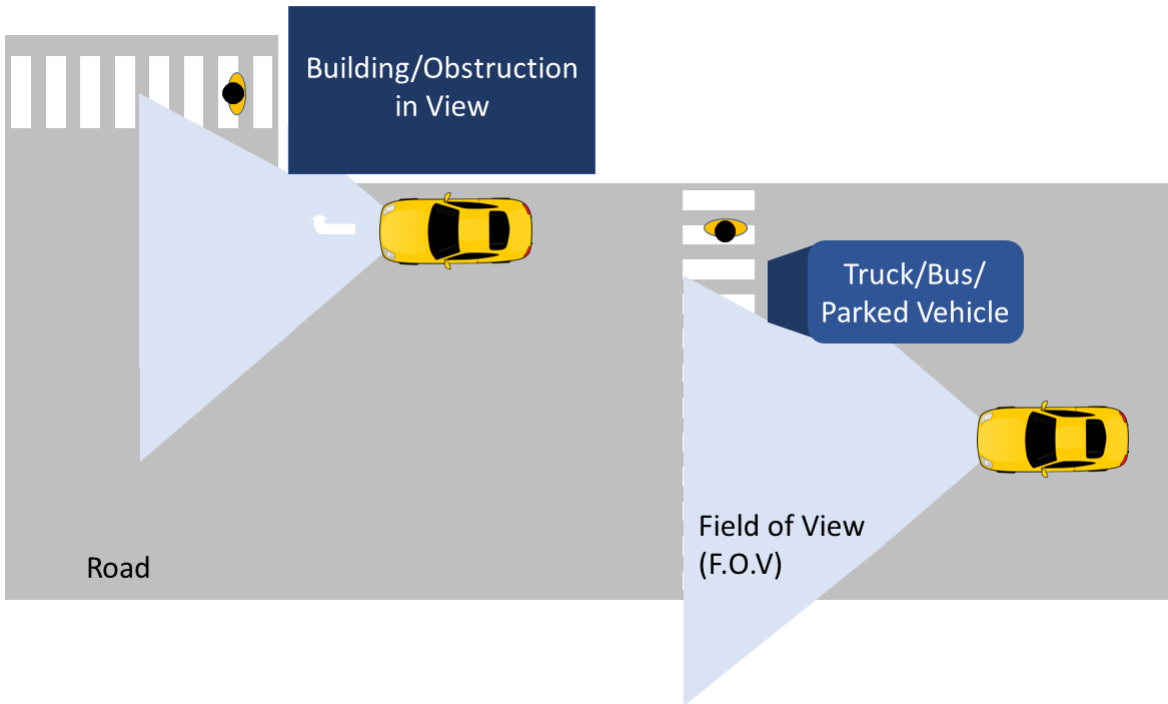 Building/Obstruction
in View
Truck/Bus/
Parked Vehicle
Field of View
(F.O.V)
Road